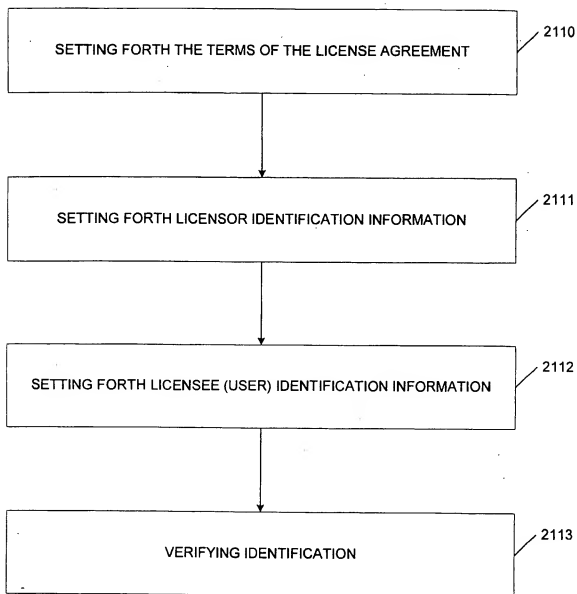 SETTING FORTH THE TERMS OF THE LICENSE AGREEMENT
2110
SETTING FORTH LICENSOR IDENTIFICATION INFORMATION
2111
SETTING FORTH LICENSEE (USER) IDENTIFICATION INFORMATION
2112
VERIFYING IDENTIFICATION
2113